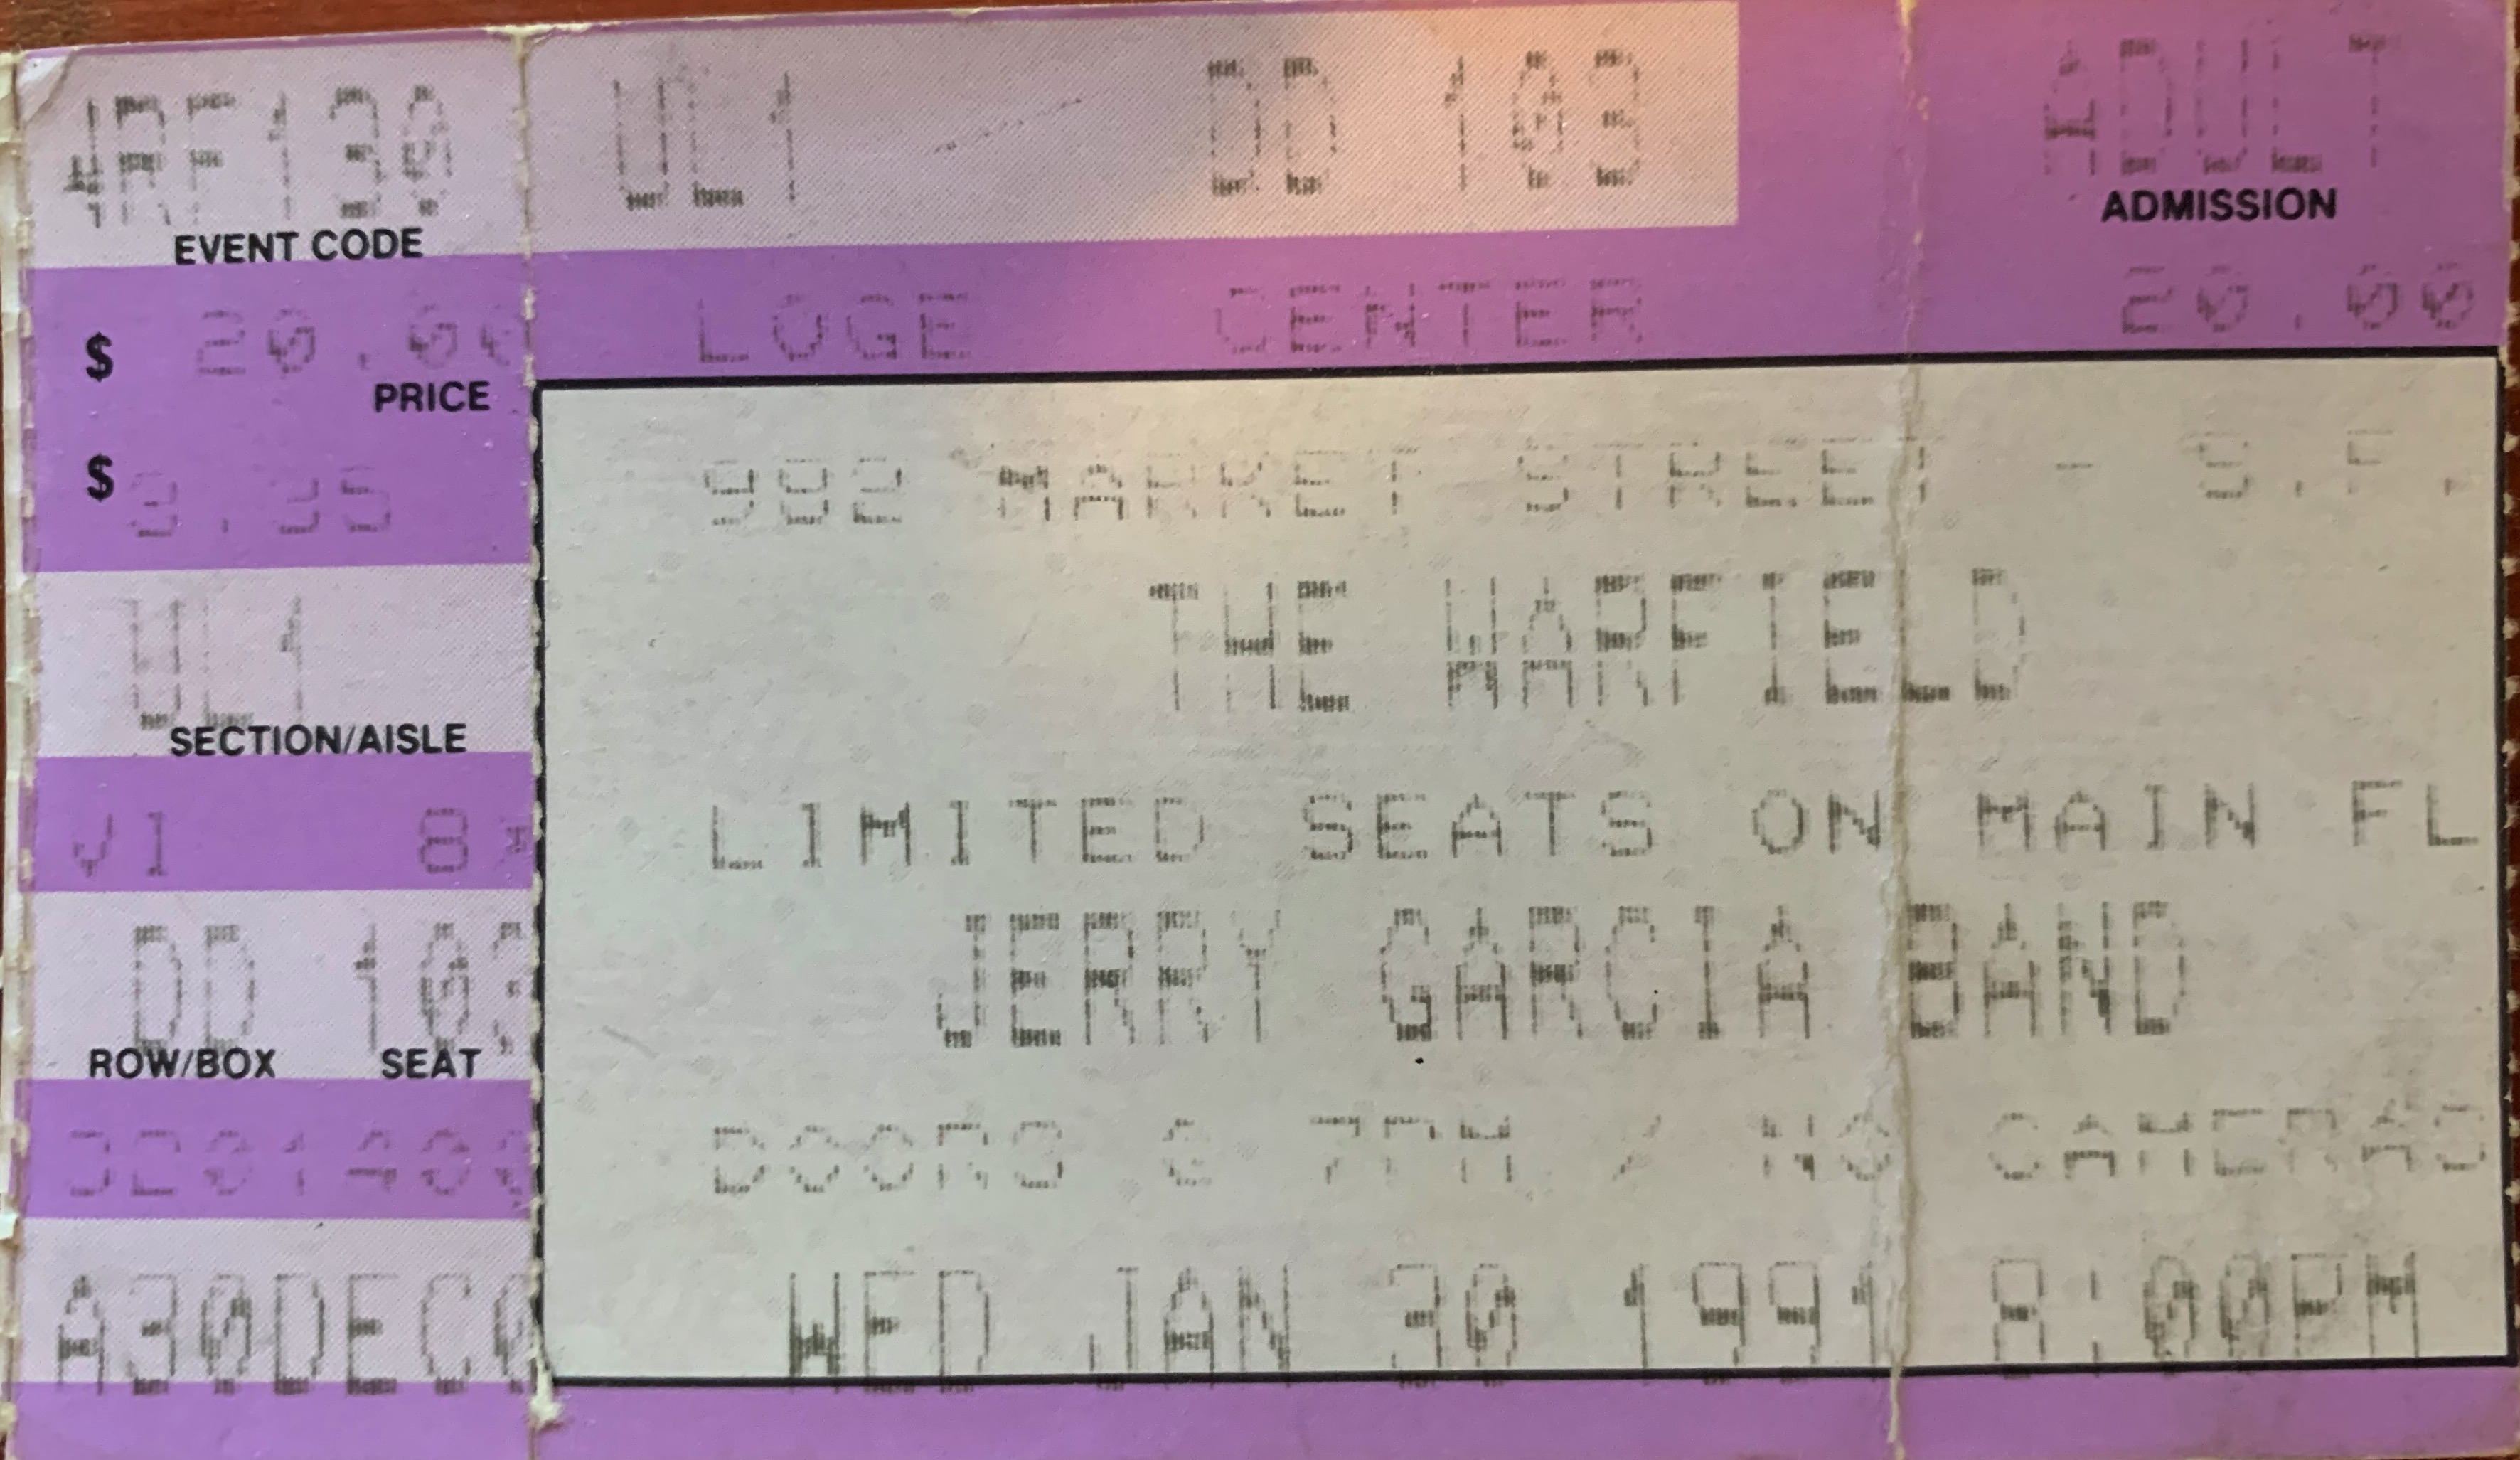 4RF130
EVENT CODE
$ 20.00
PRICE
$ 3.35
UL1
SECTION/AISLE
DD 103
ROW/BOX SEAT
A30DEC0
UL1 DD 103 ADULT
ADMISSION
LOGE CENTER 20.00
982 MARKET STREET - S.F.
THE WARFIELD
LIMITED SEATS ON MAIN FL
JERRY GARCIA BAND
DOORS @ 7PM / NO CAMERAS
WED JAN 30 1991 8:00PM